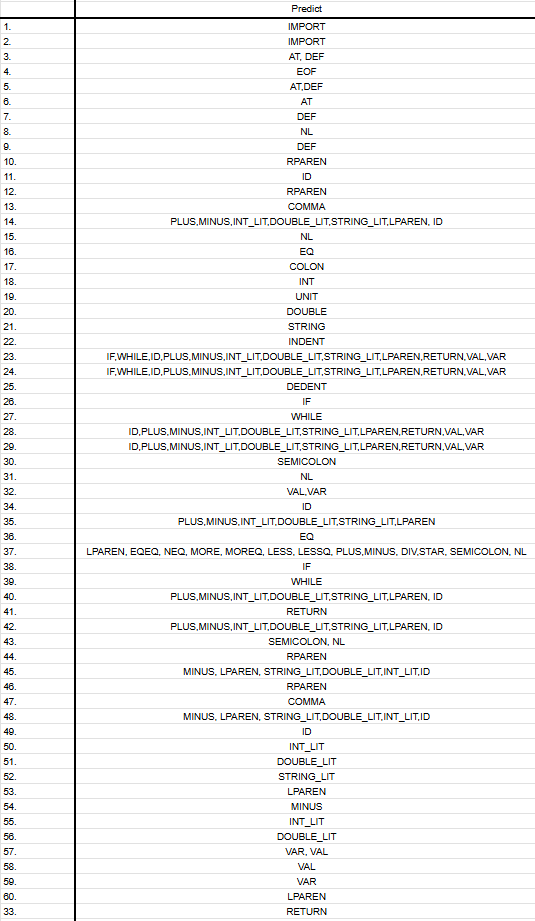 Predict
1. IMPORT
2. IMPORT
3. AT, DEF
4. EOF
5. AT,DEF
6. AT
7. DEF
8. NL
9. DEF
10. RPAREN
11. ID
12. RPAREN
13. COMMA
14. PLUS,MINUS,INT_LIT,DOUBLE_LIT,STRING_LIT,LPAREN, ID
15. NL
16. EQ
17. COLON
18. INT
19. UNIT
20. DOUBLE
21. STRING
22. INDENT
23. IF,WHILE,ID,PLUS,MINUS,INT_LIT,DOUBLE_LIT,STRING_LIT,LPAREN,RETURN,VAL,VAR
24. IF,WHILE,ID,PLUS,MINUS,INT_LIT,DOUBLE_LIT,STRING_LIT,LPAREN,RETURN,VAL,VAR
25. DEDENT
26. IF
27. WHILE
28. ID,PLUS,MINUS,INT_LIT,DOUBLE_LIT,STRING_LIT,LPAREN,RETURN,VAL,VAR
29. ID,PLUS,MINUS,INT_LIT,DOUBLE_LIT,STRING_LIT,LPAREN,RETURN,VAL,VAR
30. SEMICOLON
31. NL
32. VAL,VAR
34. ID
35. PLUS,MINUS,INT_LIT,DOUBLE_LIT,STRING_LIT,LPAREN
36. EQ
37. LPAREN, EQEQ, NEQ, MORE, MOREQ, LESS, LESSQ, PLUS,MINUS, DIV,STAR, SEMICOLON, NL
38. IF
39. WHILE
40. PLUS,MINUS,INT_LIT,DOUBLE_LIT,STRING_LIT,LPAREN, ID
41. RETURN
42. PLUS,MINUS,INT_LIT,DOUBLE_LIT,STRING_LIT,LPAREN, ID
43. SEMICOLON, NL
44. RPAREN
45. MINUS, LPAREN, STRING_LIT,DOUBLE_LIT,INT_LIT,ID
46. RPAREN
47. COMMA
48. MINUS, LPAREN, STRING_LIT,DOUBLE_LIT,INT_LIT,ID
49. ID
50. INT_LIT
51. DOUBLE_LIT
52. STRING_LIT
53. LPAREN
54. MINUS
55. INT_LIT
56. DOUBLE_LIT
57. VAR, VAL
58. VAL
59. VAR
60. LPAREN
33. RETURN